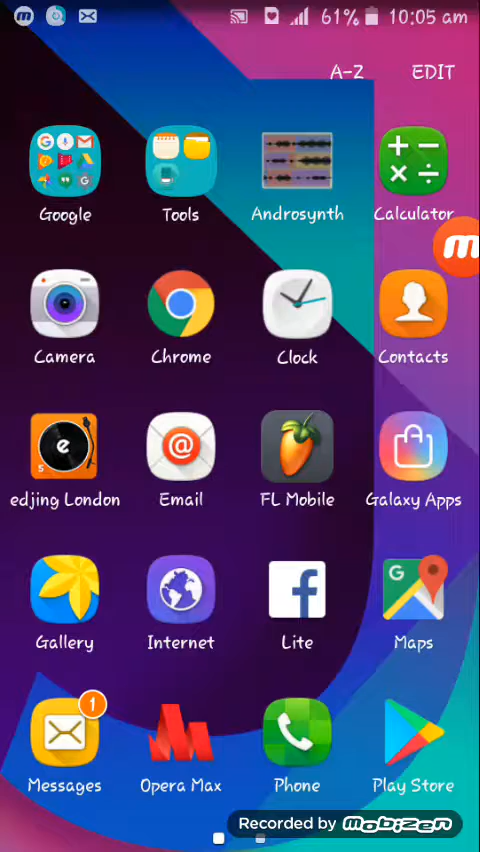 61% 10:05 am
A-Z EDIT
Google Tools Androsynth Calculator
Camera Chrome Clock Contacts
edjing London Email FL Mobile Galaxy Apps
Gallery Internet Lite Maps
1
Messages Opera Max Phone Play Store
Recorded by mobizen